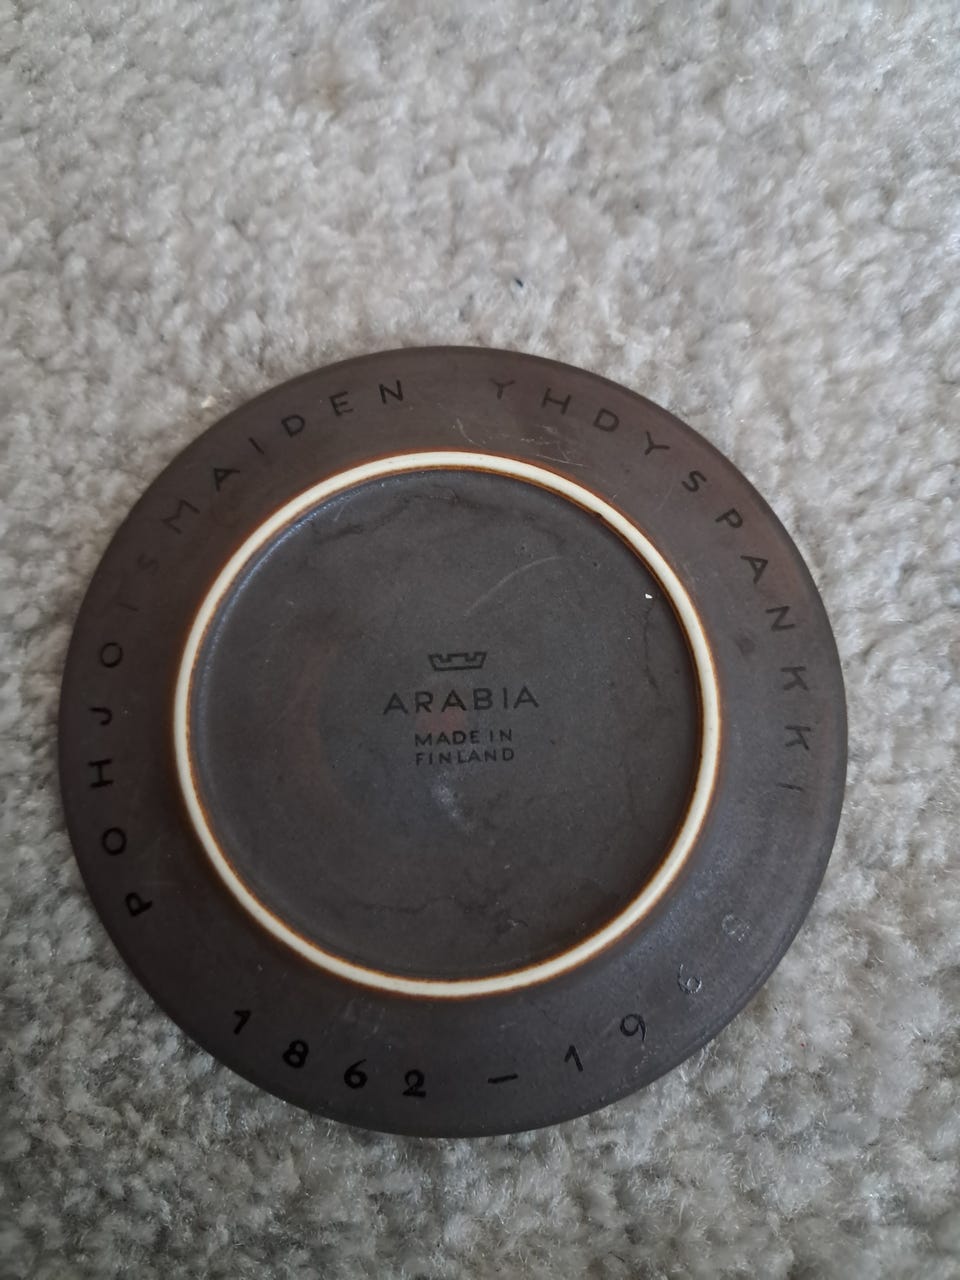 POHJOISMAIDEN YHDYSPANKKI
ARABIA
MADE IN
FINLAND
1862 – 1962